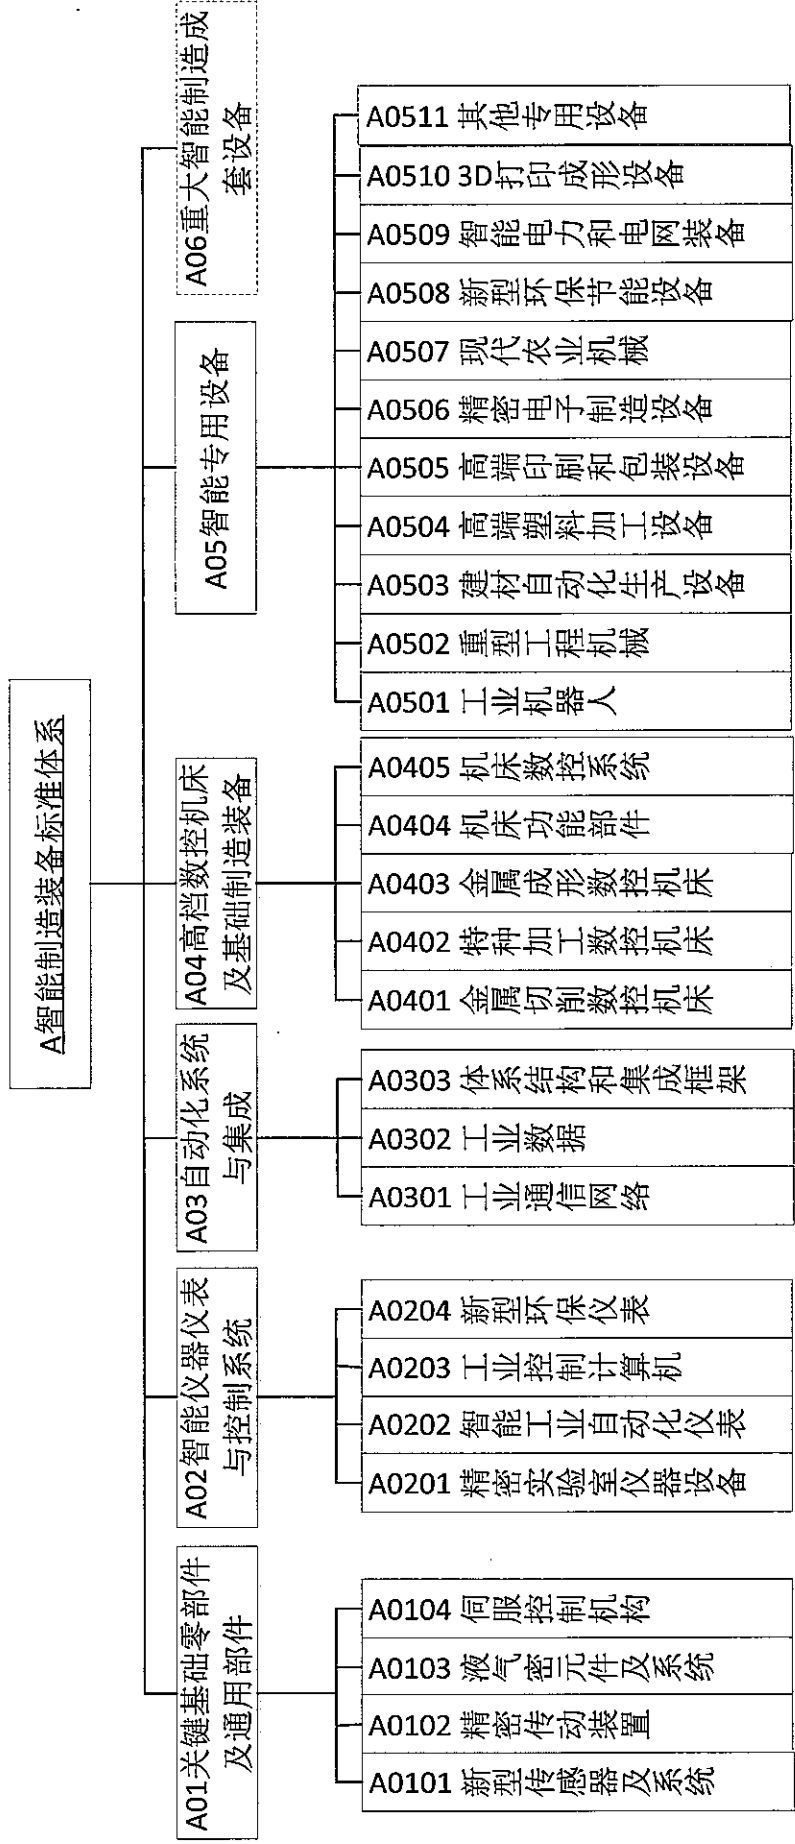 A智能制造装备标准体系
A01关键基础零部件
及通用部件
A0101 新型传感器及系统
A0102 精密传动装置
A0103 液气密元件及系统
A0104 伺服控制机构
A02智能仪器仪表
与控制系统
A0201 精密实验室仪器设备
A0202 智能工业自动化仪表
A0203 工业控制计算机
A0204 新型环保仪表
A03自动化系统
与集成
A0301 工业通信网络
A0302 工业数据
A0303 体系结构和集成框架
A04高档数控机床
及基础制造装备
A0401 金属切削数控机床
A0402 特种加工数控机床
A0403 金属成形数控机床
A0404 机床功能部件
A0405 机床数控系统
A05智能专用设备
A0501 工业机器人
A0502 重型工程机械
A0503 建材自动化生产设备
A0504 高端塑料加工设备
A0505 高端印刷和包装设备
A0506 精密电子制造设备
A0507 现代农业机械
A0508 新型环保节能设备
A0509 智能电力和电网装备
A0510 3D打印成形设备
A0511 其他专用设备
A06重大智能制造成
套设备